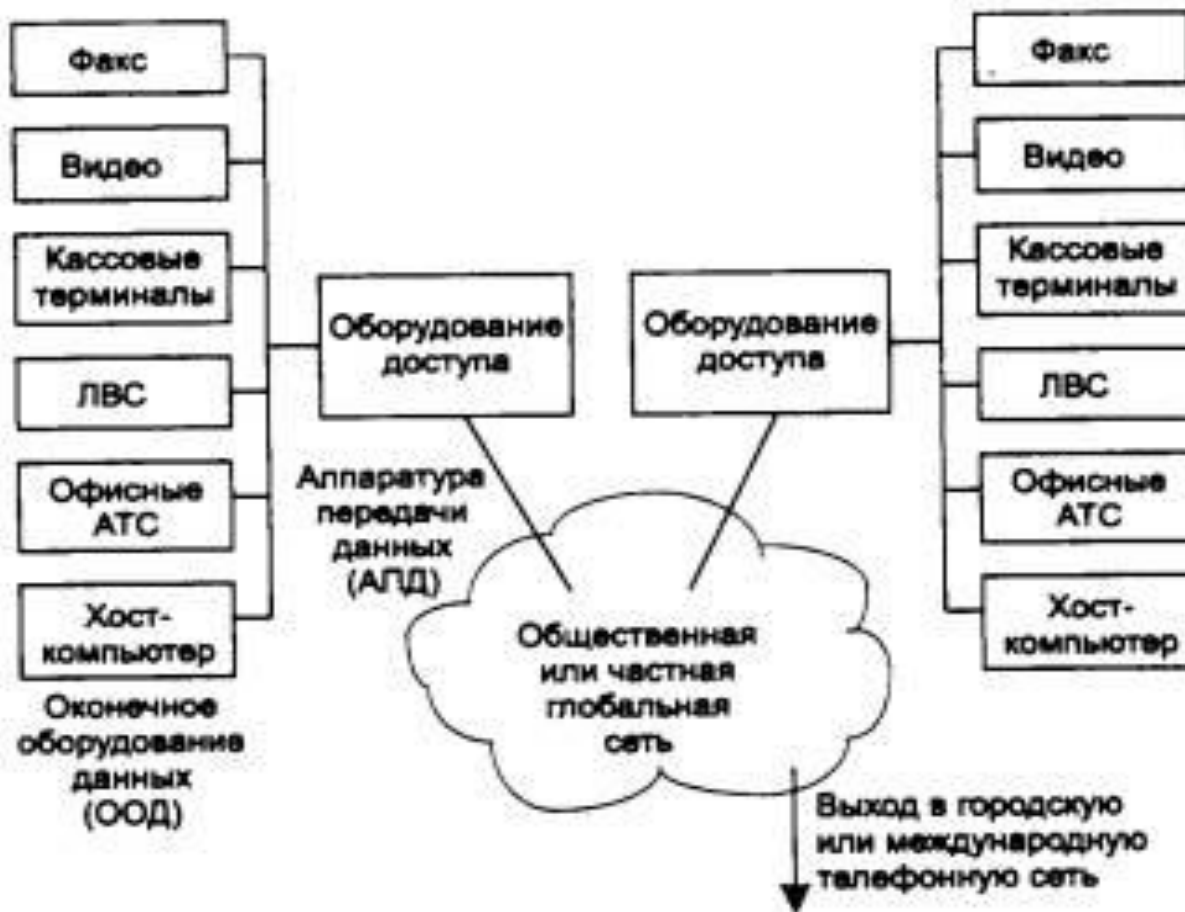 Факс
Видео
Кассовые
терминалы
ЛВС
Офисные
АТС
Хост-
компьютер
Оконечное
оборудование
данных
(ООД)
Оборудование
доступа
Аппаратура
передачи
данных
(АПД)
Оборудование
доступа
Общественная
или частная
глобальная
сеть
Выход в городскую
или международную
телефонную сеть
Факс
Видео
Кассовые
терминалы
ЛВС
Офисные
АТС
Хост-
компьютер